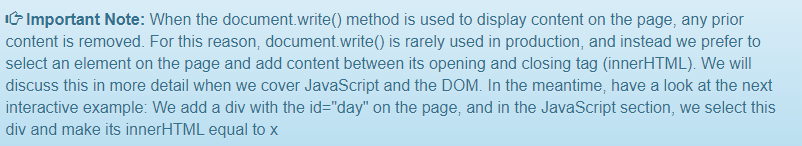 Important Note: When the document.write() method is used to display content on the page, any prior
content is removed. For this reason, document.write() is rarely used in production, and instead we prefer to
select an element on the page and add content between its opening and closing tag (innerHTML). We will
discuss this in more detail when we cover JavaScript and the DOM. In the meantime, have a look at the next
interactive example: We add a div with the id="day" on the page, and in the JavaScript section, we select this
div and make its innerHTML equal to x